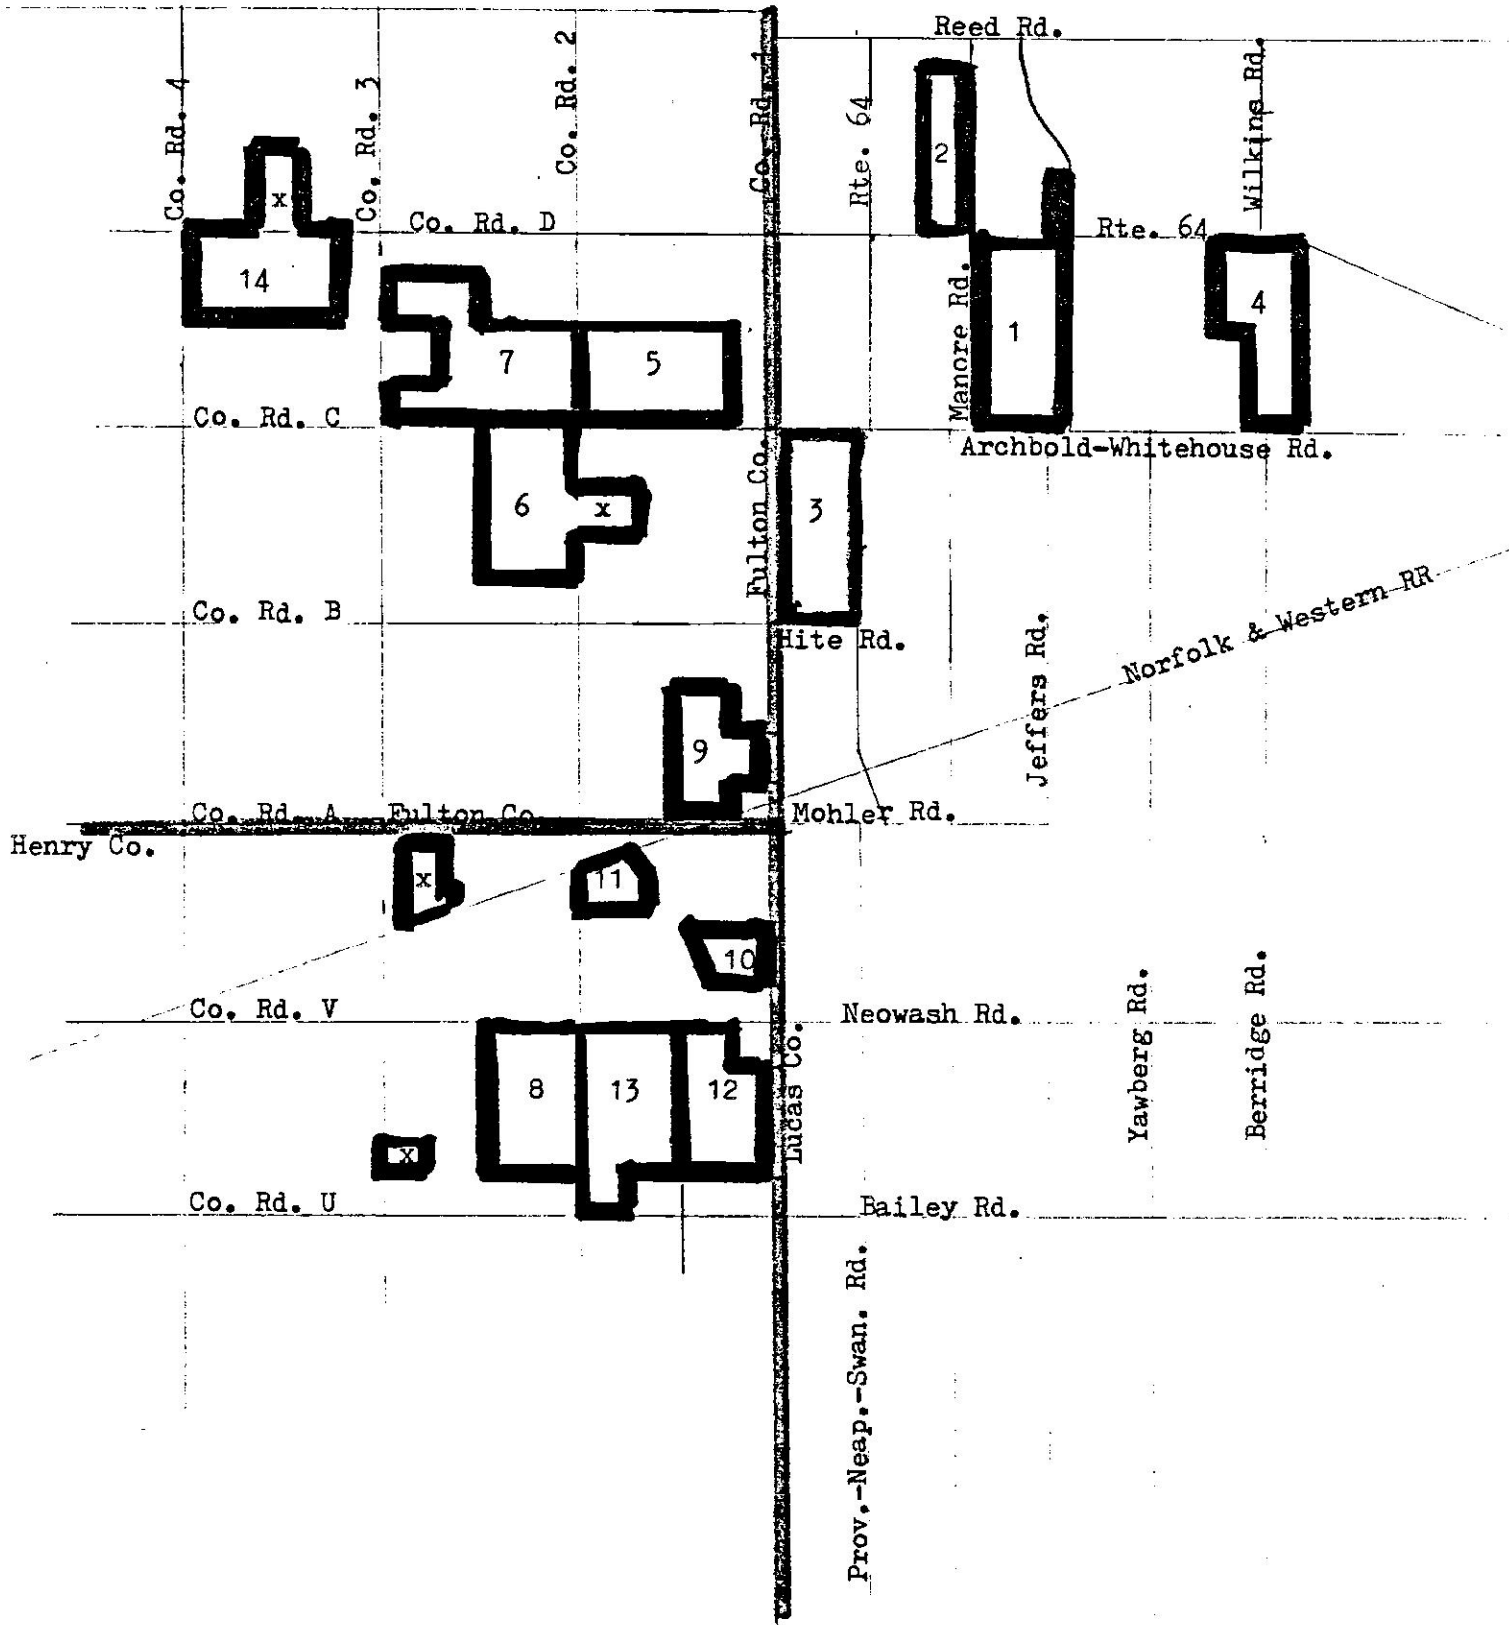 Reed Rd.
Co. Rd. 4
Co. Rd. 3
Co. Rd. 2
Co. Rd. 1
Rte. 64
2
Wilkins Rd.
x
Co. Rd. D
Rte. 64
14
Manore Rd.
4
7
5
1
Co. Rd. C
Archbold-Whitehouse Rd.
6
x
Fulton Co.
3
Co. Rd. B
Hite Rd.
Jeffers Rd.
Norfolk & Western RR
9
Co. Rd. A Fulton Co.
Mohler Rd.
Henry Co.
x
11
10
Co. Rd. V
Neowash Rd.
8
13
12
Lucas Co.
Yawberg Rd.
Berridge Rd.
x
Co. Rd. U
Bailey Rd.
Prov.-Neap.-Swan. Rd.